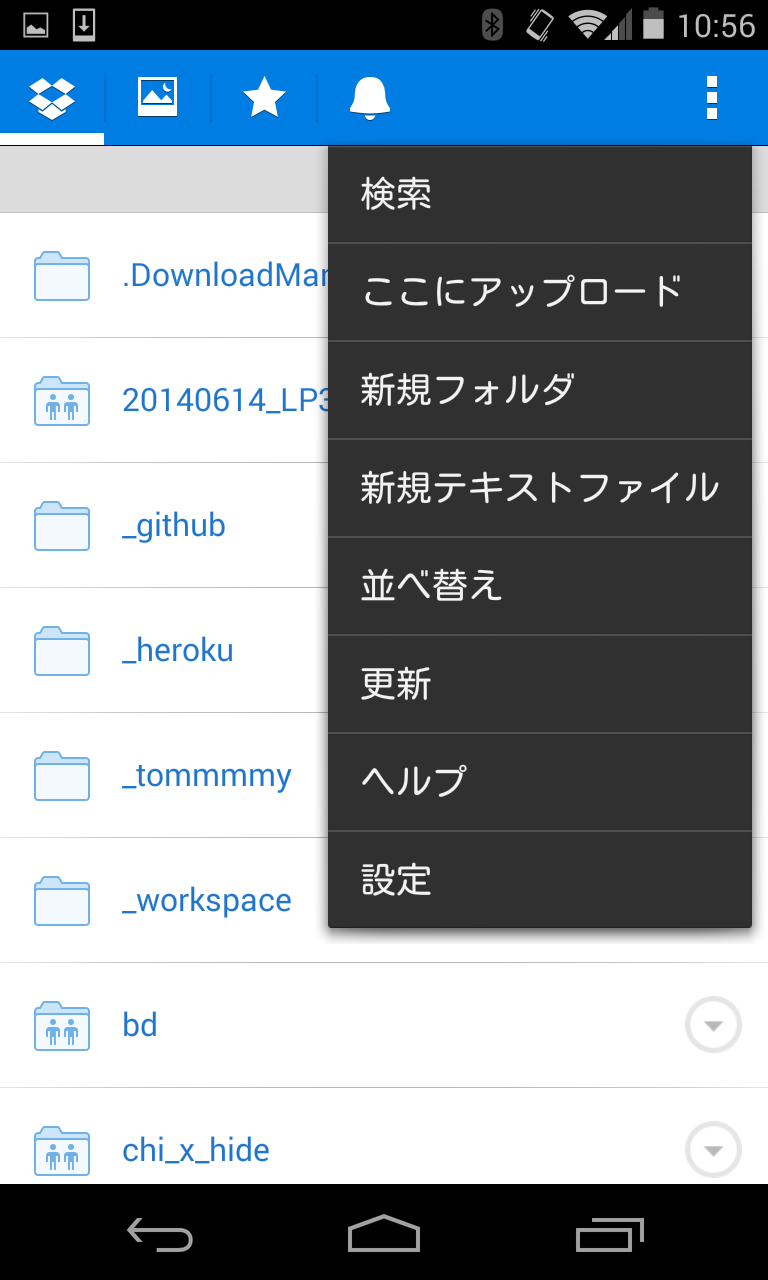 10:56
検索
ここにアップロード
新規フォルダ
新規テキストファイル
並べ替え
更新
ヘルプ
設定
.DownloadMan
20140614_LP3
_github
_heroku
_tommmmy
_workspace
bd
chi_x_hide